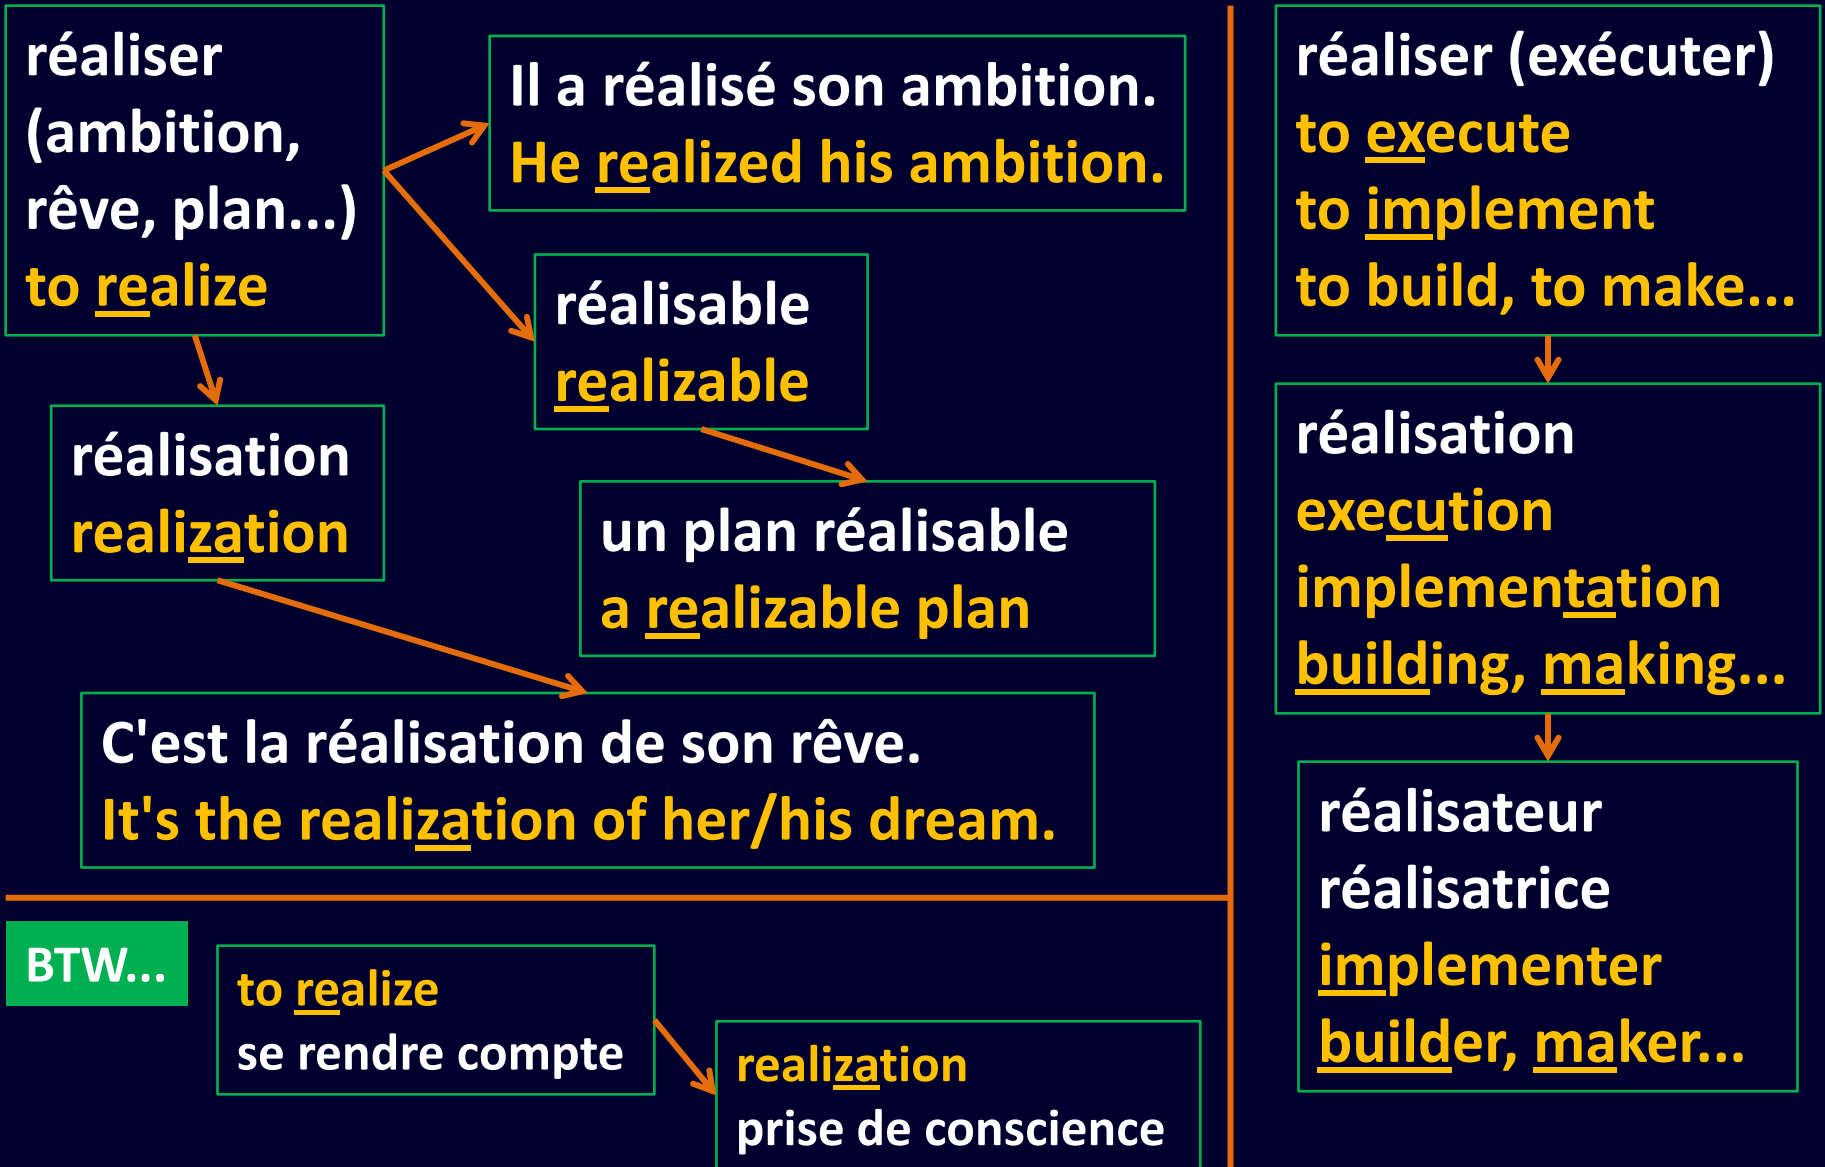 réaliser
(ambition,
rêve, plan...)
to realize
Il a réalisé son ambition.
He realized his ambition.
réalisable
realizable
réalisation
realization
un plan réalisable
a realizable plan
C'est la réalisation de son rêve.
It's the realization of her/his dream.
BTW...
to realize
se rendre compte
realization
prise de conscience
réaliser (exécuter)
to execute
to implement
to build, to make...
réalisation
execution
implementation
building, making...
réalisateur
réalisatrice
implementer
builder, maker...